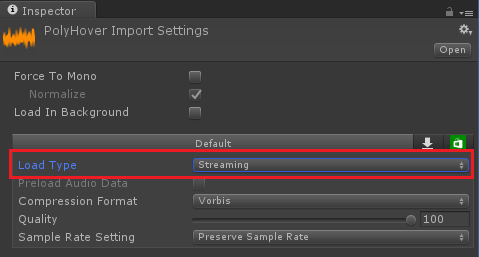 Inspector
PolyHover Import Settings
Open
Force To Mono
Normalize
Load In Background
Default
Load Type Streaming
Preload Audio Data
Compression Format Vorbis
Quality 100
Sample Rate Setting Preserve Sample Rate